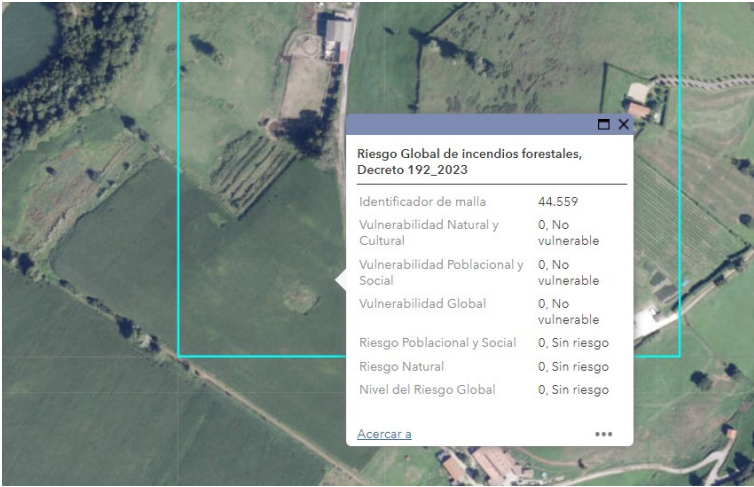 Riesgo Global de incendios forestales,
Decreto 192_2023
Identificador de malla 44.559
Vulnerabilidad Natural y 0, No
Cultural vulnerable
Vulnerabilidad Poblacional y 0, No
Social vulnerable
Vulnerabilidad Global 0, No
vulnerable
Riesgo Poblacional y Social 0, Sin riesgo
Riesgo Natural 0, Sin riesgo
Nivel del Riesgo Global 0, Sin riesgo
Acercar a